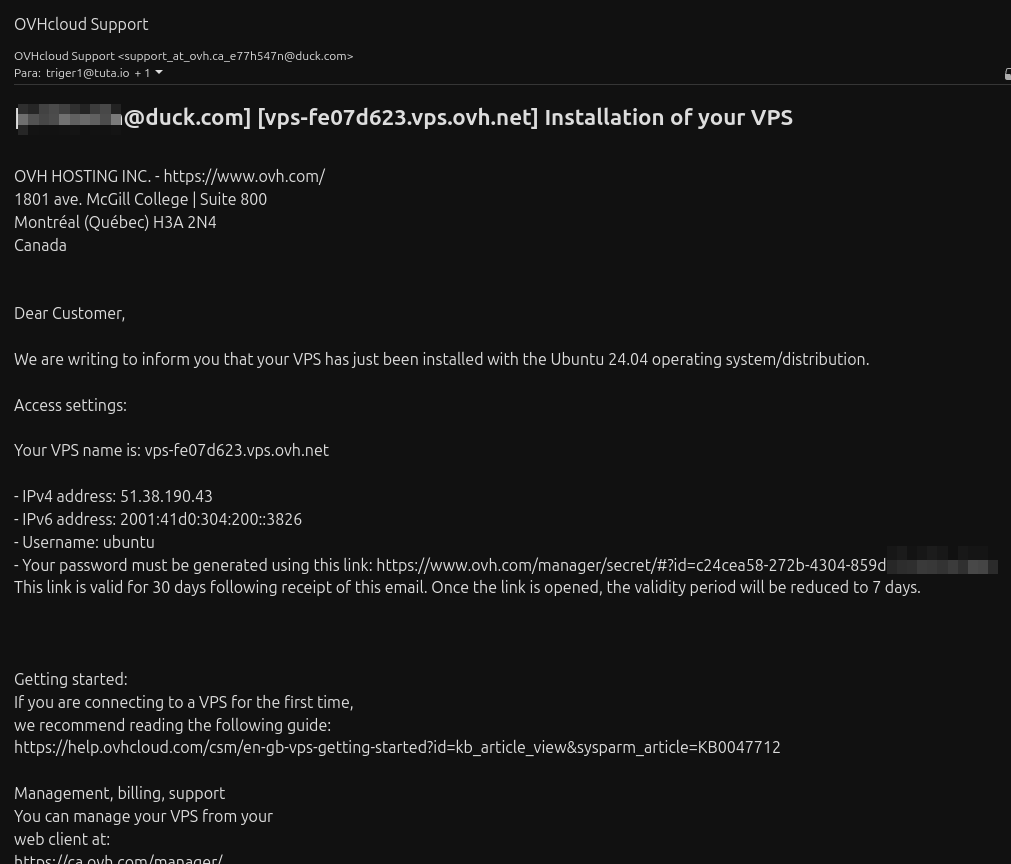 OVHcloud Support
OVHcloud Support <support_at_ovh.ca_e77h547n@duck.com>
Para: triger1@tuta.io + 1
@duck.com] [vps-fe07d623.vps.ovh.net] Installation of your VPS
OVH HOSTING INC. - https://www.ovh.com/
1801 ave. McGill College | Suite 800
Montréal (Québec) H3A 2N4
Canada
Dear Customer,
We are writing to inform you that your VPS has just been installed with the Ubuntu 24.04 operating system/distribution.
Access settings:
Your VPS name is: vps-fe07d623.vps.ovh.net
- IPv4 address: 51.38.190.43
- IPv6 address: 2001:41d0:304:200::3826
- Username: ubuntu
- Your password must be generated using this link: https://www.ovh.com/manager/secret/#?id=c24cea58-272b-4304-859d
This link is valid for 30 days following receipt of this email. Once the link is opened, the validity period will be reduced to 7 days.
Getting started:
If you are connecting to a VPS for the first time,
we recommend reading the following guide:
https://help.ovhcloud.com/csm/en-gb-vps-getting-started?id=kb_article_view&sysparm_article=KB0047712
Management, billing, support
You can manage your VPS from your
web client at:
https://ca.ovh.com/manager/